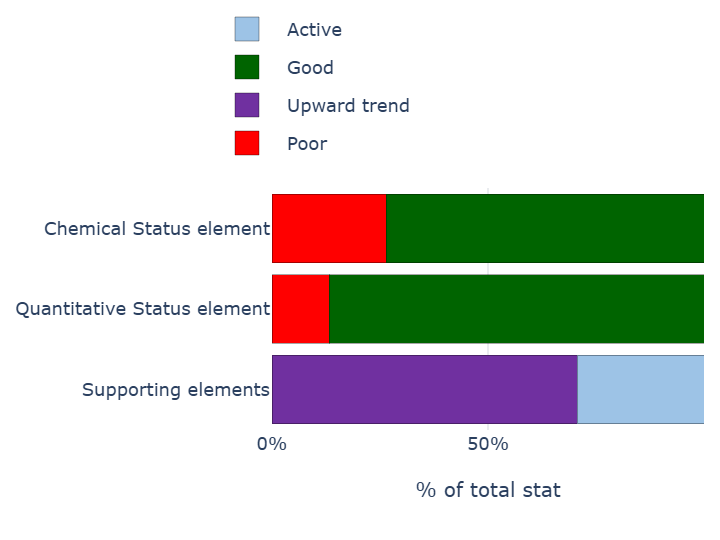 Active
Good
Upward trend
Poor
Chemical Status element
Quantitative Status element
Supporting elements
0%
50%
% of total stat